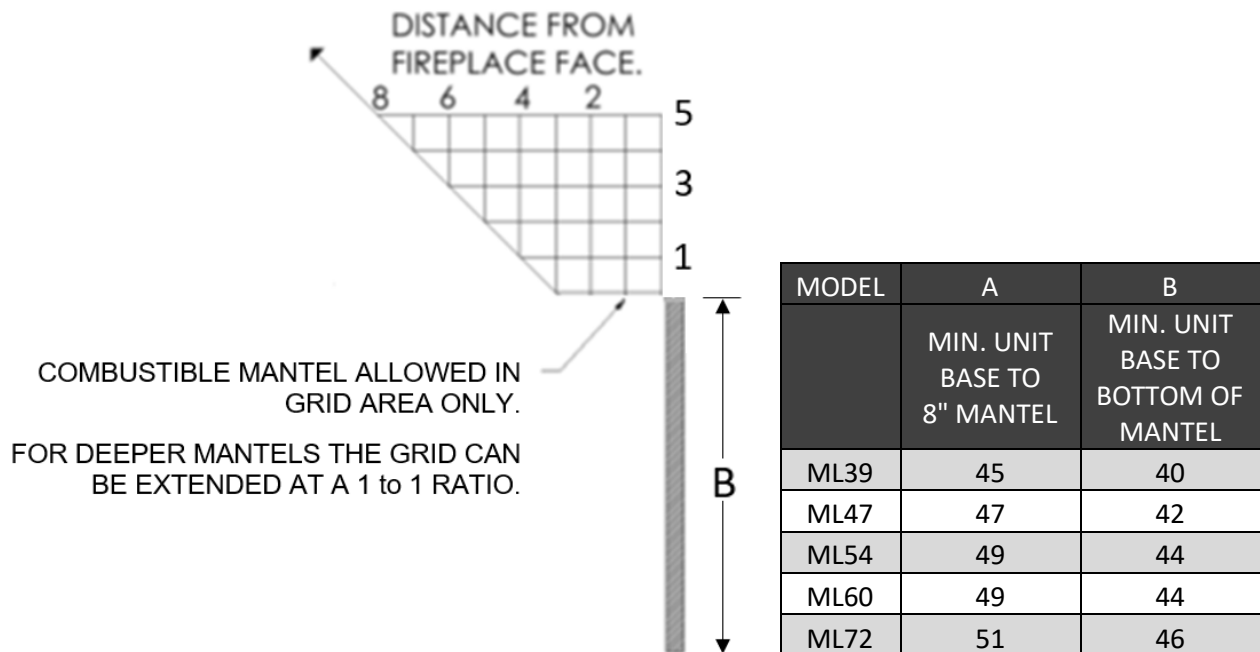 DISTANCE FROM
FIREPLACE FACE.
8 6 4 2
5
3
1
COMBUSTIBLE MANTEL ALLOWED IN
GRID AREA ONLY.
FOR DEEPER MANTELS THE GRID CAN
BE EXTENDED AT A 1 to 1 RATIO.
B
MODEL A B
MIN. UNIT
BASE TO
8" MANTEL
MIN. UNIT
BASE TO
BOTTOM OF
MANTEL
ML39 45 40
ML47 47 42
ML54 49 44
ML60 49 44
ML72 51 46